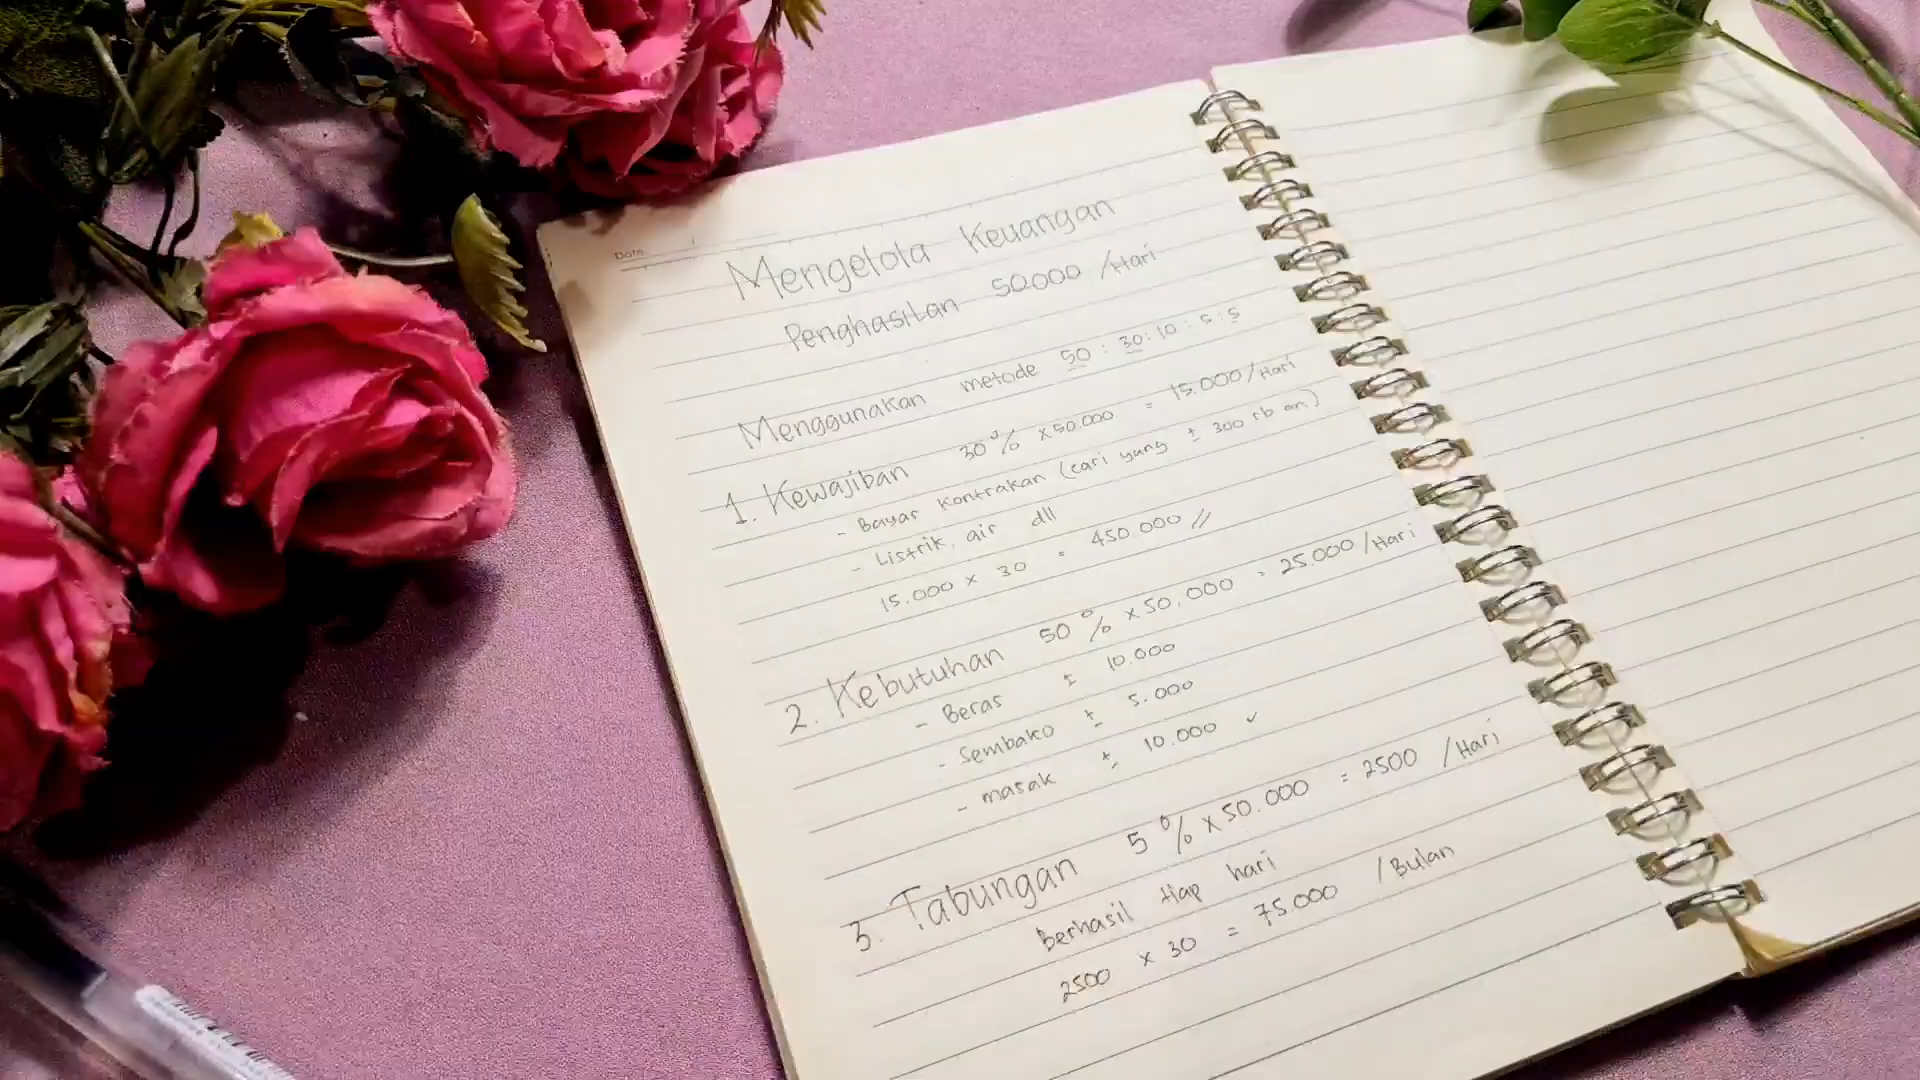 Date
Mengelola Keuangan
Penghasilan 50.000 /Hari
Menggunakan metode 50 : 30 : 10 : 5 : 5
1. Kewajiban 30% x 50.000 = 15.000/Hari
- Bayar Kontrakan (cari yang ± 300 rb an)
- Listrik, air dll
15.000 x 30 = 450.000 //
2. Kebutuhan 50% x 50.000 = 25.000/Hari
- Beras ± 10.000
- Sembako ± 5.000
- masak ± 10.000 ✓
3. Tabungan 5% x 50.000 = 2500 /Hari
berhasil tiap hari
2500 x 30 = 75.000 /Bulan